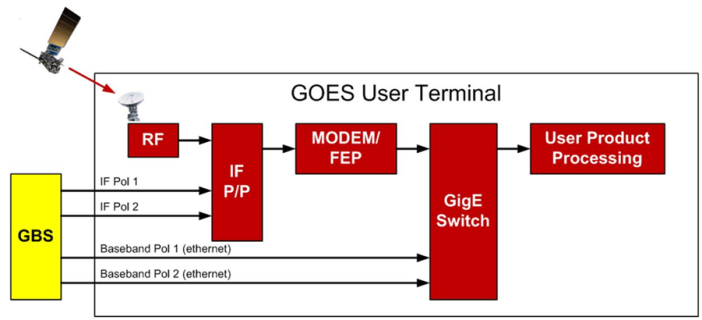 GOES User Terminal
RF
IF
P/P
MODEM/
FEP
GigE
Switch
User Product
Processing
GBS
IF Pol 1
IF Pol 2
Baseband Pol 1 (ethernet)
Baseband Pol 2 (ethernet)